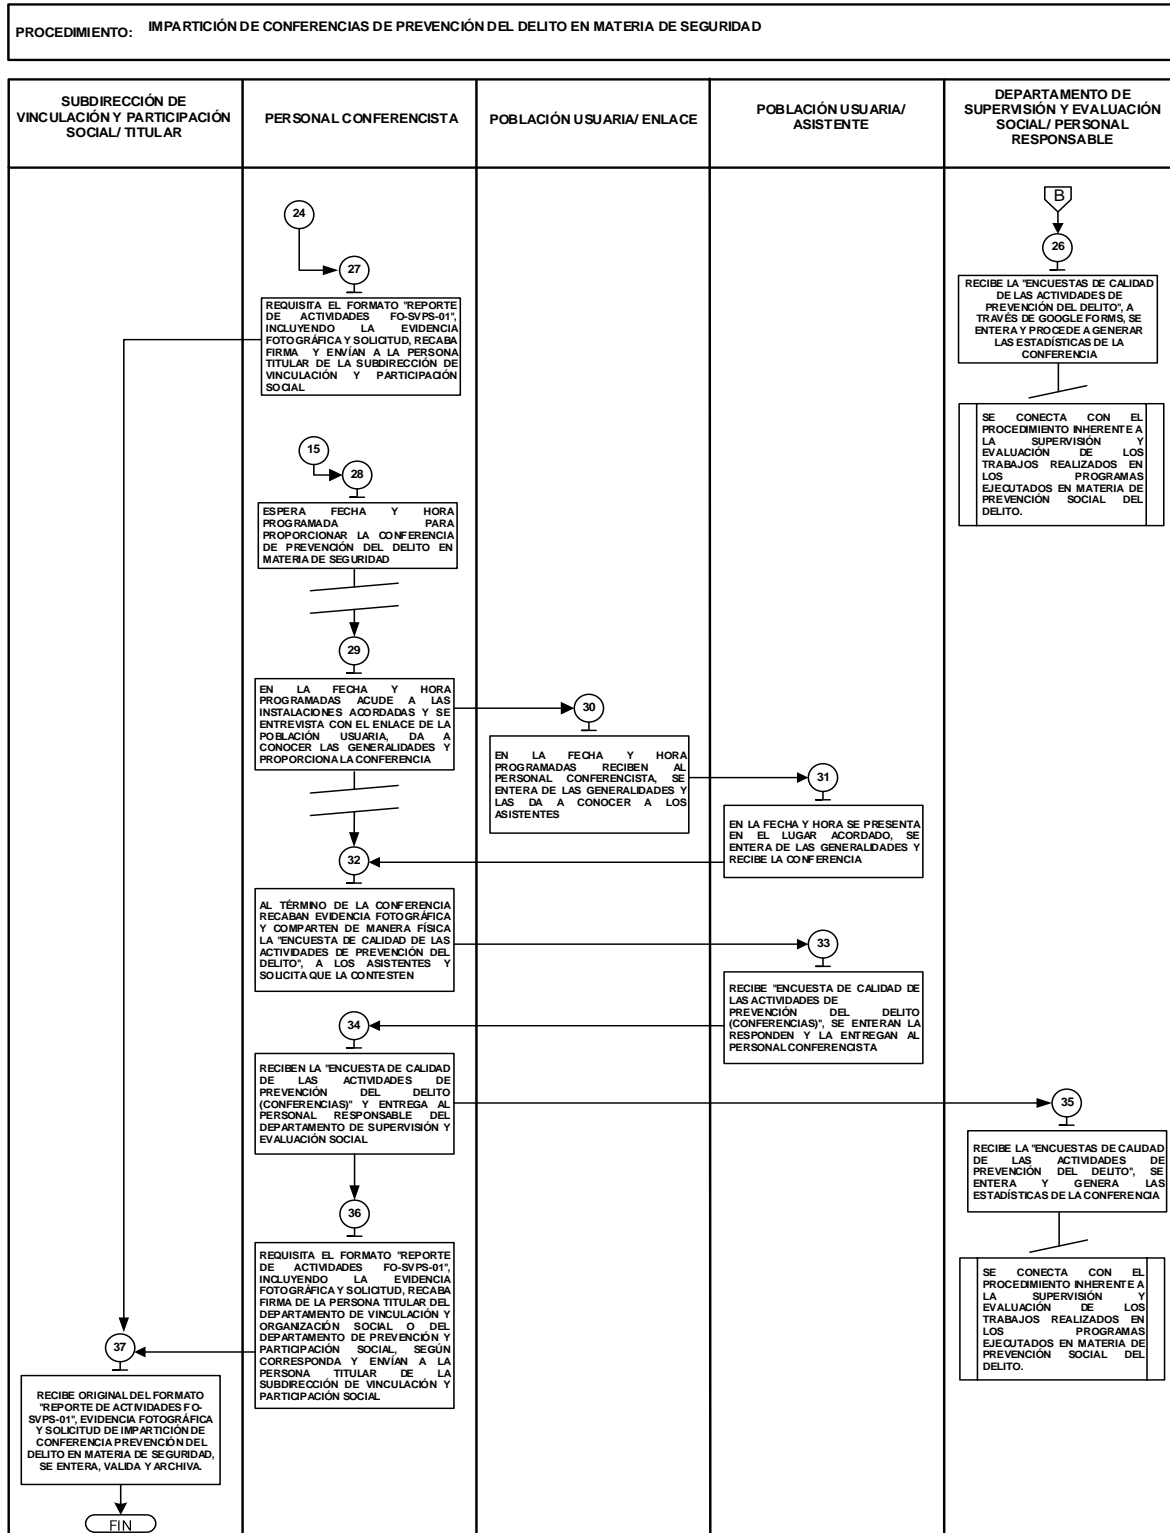 PROCEDIMIENTO: IMPARTICIÓN DE CONFERENCIAS DE PREVENCIÓN DEL DELITO EN MATERIA DE SEGURIDAD
SUBDIRECCIÓN DE
VINCULACIÓN Y PARTICIPACIÓN
SOCIAL/ TITULAR
PERSONAL CONFERENCISTA
POBLACIÓN USUARIA/ ENLACE
POBLACIÓN USUARIA/
ASISTENTE
DEPARTAMENTO DE
SUPERVISIÓN Y EVALUACIÓN
SOCIAL/ PERSONAL
RESPONSABLE
24
27
REQUISITA EL FORMATO "REPORTE
DE ACTIVIDADES FO-SVPS-01",
INCLUYENDO LA EVIDENCIA
FOTOGRÁFICA Y SOLICITUD, RECABA
FIRMA Y ENVÍAN A LA PERSONA
TITULAR DE LA SUBDIRECCIÓN DE
VINCULACIÓN Y PARTICIPACIÓN
SOCIAL
B
26
RECIBE LA "ENCUESTAS DE CALIDAD
DE LAS ACTIVIDADES DE
PREVENCIÓN DEL DELITO", A
TRAVÉS DE GOOGLE FORMS, SE
ENTERA Y PROCEDE A GENERAR
LAS ESTADÍSTICAS DE LA
CONFERENCIA
SE CONECTA CON EL
PROCEDIMIENTO INHERENTE A
LA SUPERVISIÓN Y
EVALUACIÓN DE LOS
TRABAJOS REALIZADOS EN
LOS PROGRAMAS
EJECUTADOS EN MATERIA DE
PREVENCIÓN SOCIAL DEL
DELITO.
15
28
ESPERA FECHA Y HORA
PROGRAMADA PARA
PROPORCIONAR LA CONFERENCIA
DE PREVENCIÓN DEL DELITO EN
MATERIA DE SEGURIDAD
29
EN LA FECHA Y HORA
PROGRAMADAS ACUDE A LAS
INSTALACIONES ACORDADAS Y SE
ENTREVISTA CON EL ENLACE DE LA
POBLACIÓN USUARIA, DA A
CONOCER LAS GENERALIDADES Y
PROPORCIONA LA CONFERENCIA
30
EN LA FECHA Y HORA
PROGRAMADAS RECIBEN AL
PERSONAL CONFERENCISTA, SE
ENTERA DE LAS GENERALIDADES Y
LAS DA A CONOCER A LOS
ASISTENTES
31
EN LA FECHA Y HORA SE PRESENTA
EN EL LUGAR ACORDADO, SE
ENTERA DE LAS GENERALIDADES Y
RECIBE LA CONFERENCIA
32
AL TÉRMINO DE LA CONFERENCIA
RECABAN EVIDENCIA FOTOGRÁFICA
Y COMPARTEN DE MANERA FÍSICA
LA "ENCUESTA DE CALIDAD DE LAS
ACTIVIDADES DE PREVENCIÓN DEL
DELITO", A LOS ASISTENTES Y
SOLICITA QUE LA CONTESTEN
33
RECIBE "ENCUESTA DE CALIDAD DE
LAS ACTIVIDADES DE
PREVENCIÓN DEL DELITO
(CONFERENCIAS)", SE ENTERAN LA
RESPONDEN Y LA ENTREGAN AL
PERSONAL CONFERENCISTA
34
RECIBEN LA "ENCUESTA DE CALIDAD
DE LAS ACTIVIDADES DE
PREVENCIÓN DEL DELITO
(CONFERENCIAS)" Y ENTREGA AL
PERSONAL RESPONSABLE DEL
DEPARTAMENTO DE SUPERVISIÓN Y
EVALUACIÓN SOCIAL
35
RECIBE LA "ENCUESTAS DE CALIDAD
DE LAS ACTIVIDADES DE
PREVENCIÓN DEL DELITO", SE
ENTERA Y GENERA LAS
ESTADÍSTICAS DE LA CONFERENCIA
36
REQUISITA EL FORMATO "REPORTE
DE ACTIVIDADES FO-SVPS-01",
INCLUYENDO LA EVIDENCIA
FOTOGRÁFICA Y SOLICITUD, RECABA
FIRMA DE LA PERSONA TITULAR DEL
DEPARTAMENTO DE VINCULACIÓN Y
ORGANIZACIÓN SOCIAL O DEL
DEPARTAMENTO DE PREVENCIÓN Y
PARTICIPACIÓN SOCIAL, SEGÚN
CORRESPONDA Y ENVÍAN A LA
PERSONA TITULAR DE LA
SUBDIRECCIÓN DE VINCULACIÓN Y
PARTICIPACIÓN SOCIAL
SE CONECTA CON EL
PROCEDIMIENTO INHERENTE A
LA SUPERVISIÓN Y
EVALUACIÓN DE LOS
TRABAJOS REALIZADOS EN
LOS PROGRAMAS
EJECUTADOS EN MATERIA DE
PREVENCIÓN SOCIAL DEL
DELITO.
37
RECIBE ORIGINAL DEL FORMATO
"REPORTE DE ACTIVIDADES FO-
SVPS-01", EVIDENCIA FOTOGRÁFICA
Y SOLICITUD DE IMPARTICIÓN DE
CONFERENCIA PREVENCIÓN DEL
DELITO EN MATERIA DE SEGURIDAD,
SE ENTERA, VALIDA Y ARCHIVA.
FIN